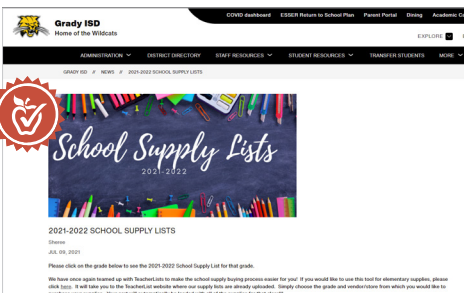 COVID dashboard ESSER Return to School Plan Parent Portal Dining Academic
Grady ISD
Home of the Wildcats
EXPLORE
ADMINISTRATION DISTRICT DIRECTORY STAFF RESOURCES STUDENT RESOURCES TRANSFER STUDENTS MORE
GRADY ISD // NEWS // 2021-2022 SCHOOL SUPPLY LISTS
School Supply Lists
2021-2022
2021-2022 SCHOOL SUPPLY LISTS
Sharee
JUL 09, 2021
Please click on the grade below to see the 2021-2022 School Supply List for that grade.
We have once again teamed up with TeacherLists to make the school supply buying process easier for you! If you would like to use this tool for elementary supplies, please
click here. It will take you to the TeacherList website where our supply lists are already uploaded. Simply choose the grade and vendor/store from which you would like to